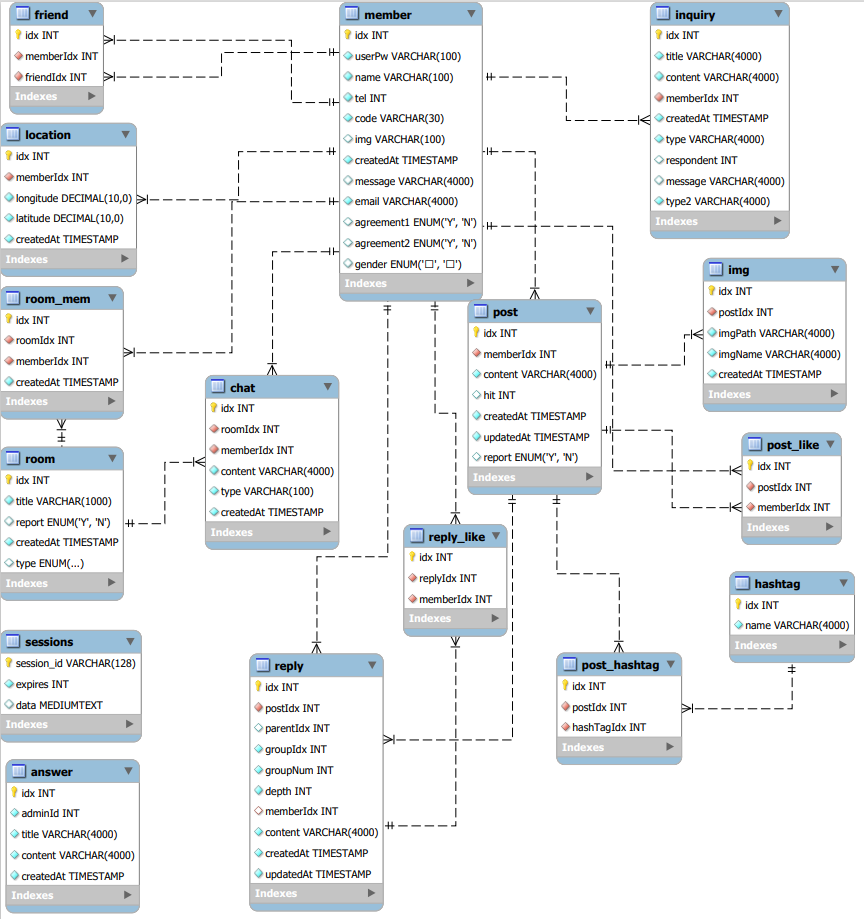 friend
idx INT
memberIdx INT
friendIdx INT
Indexes
member
idx INT
userPw VARCHAR(100)
name VARCHAR(100)
tel INT
code VARCHAR(30)
img VARCHAR(100)
createdAt TIMESTAMP
message VARCHAR(4000)
email VARCHAR(4000)
agreement1 ENUM('Y', 'N')
agreement2 ENUM('Y', 'N')
gender ENUM('□', '□')
Indexes
inquiry
idx INT
title VARCHAR(4000)
content VARCHAR(4000)
memberIdx INT
createdAt TIMESTAMP
type VARCHAR(4000)
respondent INT
message VARCHAR(4000)
type2 VARCHAR(4000)
Indexes
location
idx INT
memberIdx INT
longitude DECIMAL(10,0)
latitude DECIMAL(10,0)
createdAt TIMESTAMP
Indexes
room_mem
idx INT
roomIdx INT
memberIdx INT
createdAt TIMESTAMP
Indexes
chat
idx INT
roomIdx INT
memberIdx INT
content VARCHAR(4000)
type VARCHAR(100)
createdAt TIMESTAMP
Indexes
post
idx INT
memberIdx INT
content VARCHAR(4000)
hit INT
createdAt TIMESTAMP
updatedAt TIMESTAMP
report ENUM('Y', 'N')
Indexes
img
idx INT
postIdx INT
imgPath VARCHAR(4000)
imgName VARCHAR(4000)
createdAt TIMESTAMP
Indexes
room
idx INT
title VARCHAR(1000)
report ENUM('Y', 'N')
createdAt TIMESTAMP
type ENUM(...)
Indexes
post_like
idx INT
postIdx INT
memberIdx INT
Indexes
reply_like
idx INT
replyIdx INT
memberIdx INT
Indexes
hashtag
idx INT
name VARCHAR(4000)
Indexes
sessions
session_id VARCHAR(128)
expires INT
data MEDIUMTEXT
Indexes
reply
idx INT
postIdx INT
parentIdx INT
groupIdx INT
groupNum INT
depth INT
memberIdx INT
content VARCHAR(4000)
createdAt TIMESTAMP
updatedAt TIMESTAMP
Indexes
post_hashtag
idx INT
postIdx INT
hashTagIdx INT
Indexes
answer
idx INT
adminId INT
title VARCHAR(4000)
content VARCHAR(4000)
createdAt TIMESTAMP
Indexes